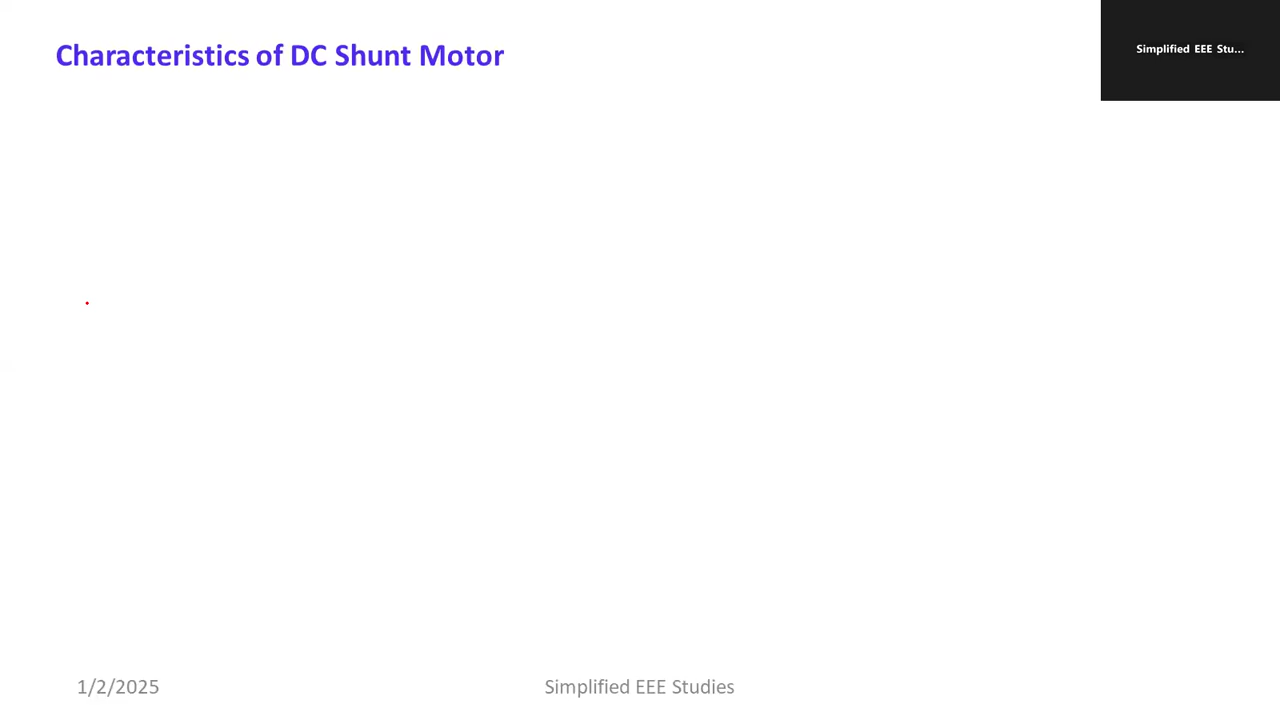 Characteristics of DC Shunt Motor
Simplified EEE Stu...
1/2/2025
Simplified EEE Studies